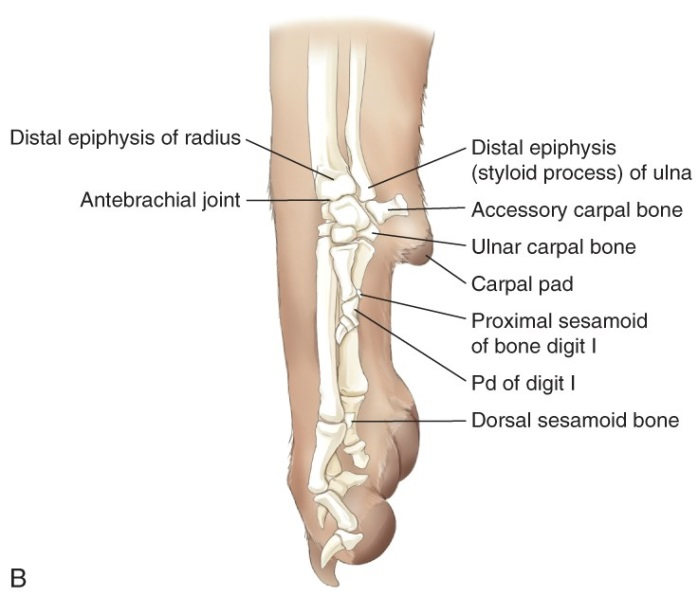 Distal epiphysis of radius
Antebrachial joint
Distal epiphysis
(styloid process) of ulna
Accessory carpal bone
Ulnar carpal bone
Carpal pad
Proximal sesamoid
of bone digit I
Pd of digit I
Dorsal sesamoid bone
B